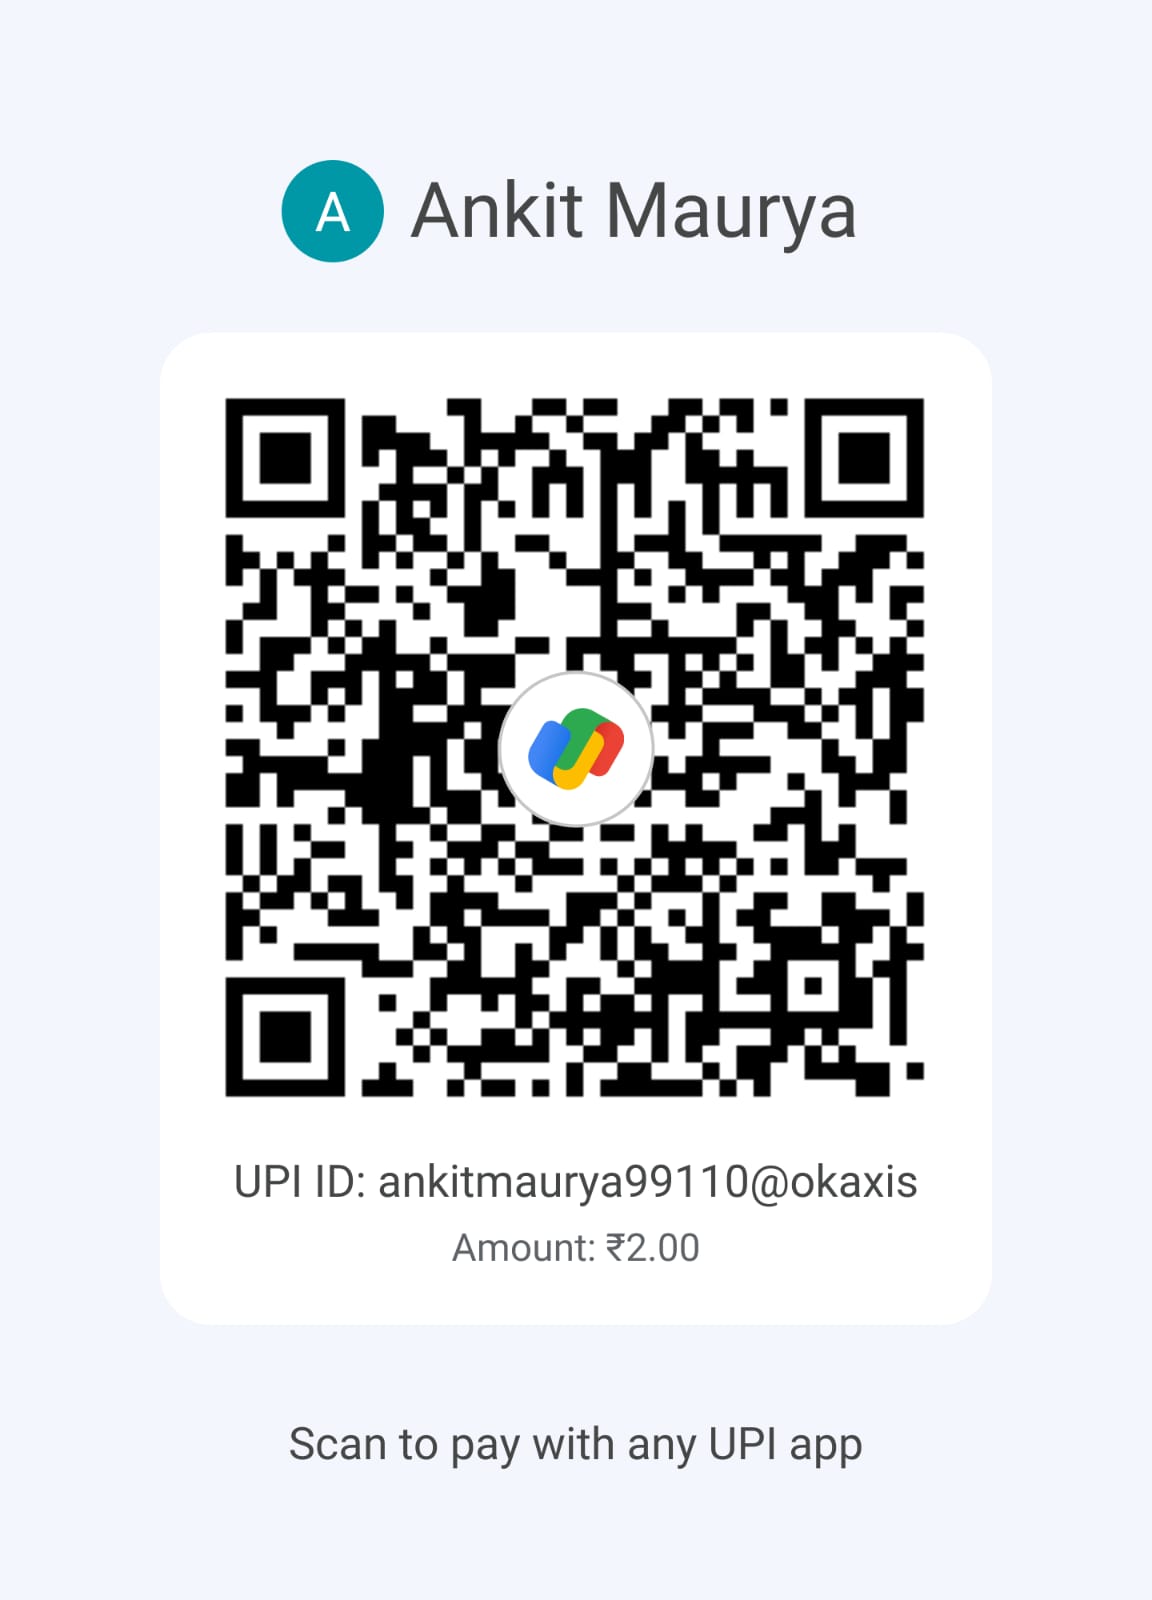 A Ankit Maurya
UPI ID: ankitmaurya99110@okaxis
Amount: ₹2.00
Scan to pay with any UPI app